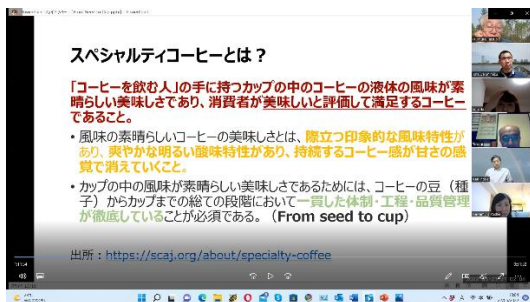 スペシャルティコーヒーとは？
「コーヒーを飲む人」の手に持つカップの中のコーヒーの液体の風味が素
晴らしい美味しさであり、消費者が美味しいと評価して満足するコーヒー
であること。
• 風味の素晴らしいコーヒーの美味しさとは、際立つ印象的な風味特性が
あり、爽やかな明るい酸味特性があり、持続するコーヒー感が甘さの感
覚で消えていくこと。
• カップの中の風味が素晴らしい美味しさであるためには、コーヒーの豆（種
子）からカップまでの総ての段階において一貫した体制・工程・品質管理
が徹底していることが必須である。（From seed to cup）
出所：https://scaj.org/about/specialty-coffee